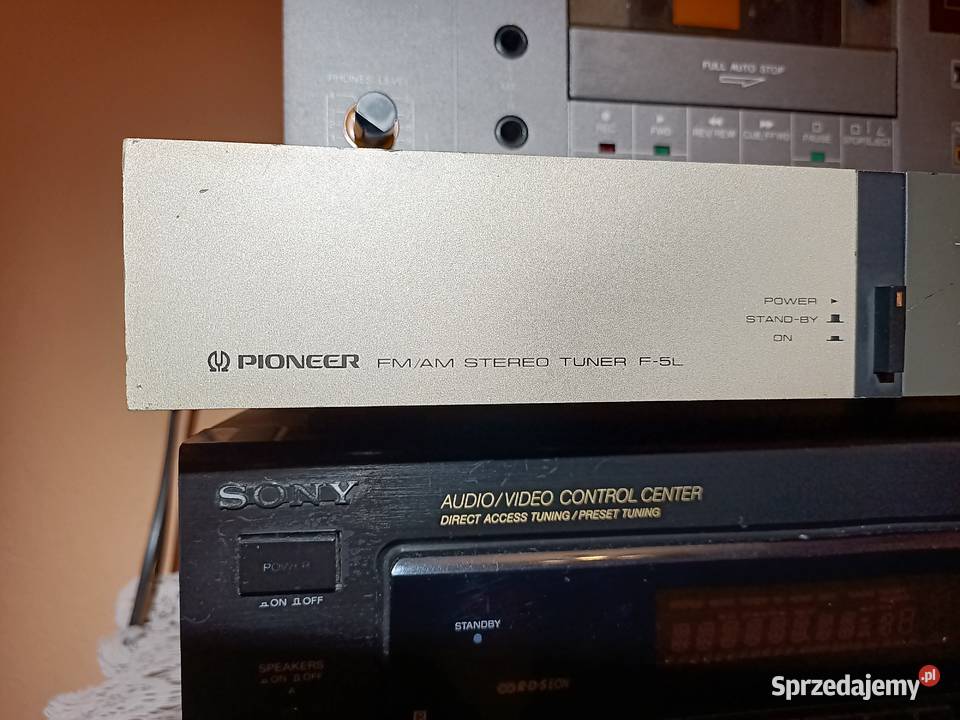 PHONES LEVEL
FULL AUTO STOP
REC FWD REV/REW CUE/F.FWD PAUSE STOP/EJECT
POWER
STAND-BY
ON
PIONEER FM/AM STEREO TUNER F-5L
SONY
AUDIO/VIDEO CONTROL CENTER
DIRECT ACCESS TUNING / PRESET TUNING
POWER
ON OFF
STANDBY
SPEAKERS
ON OFF
A
R·D·S EON
Sprzedajemy.pl